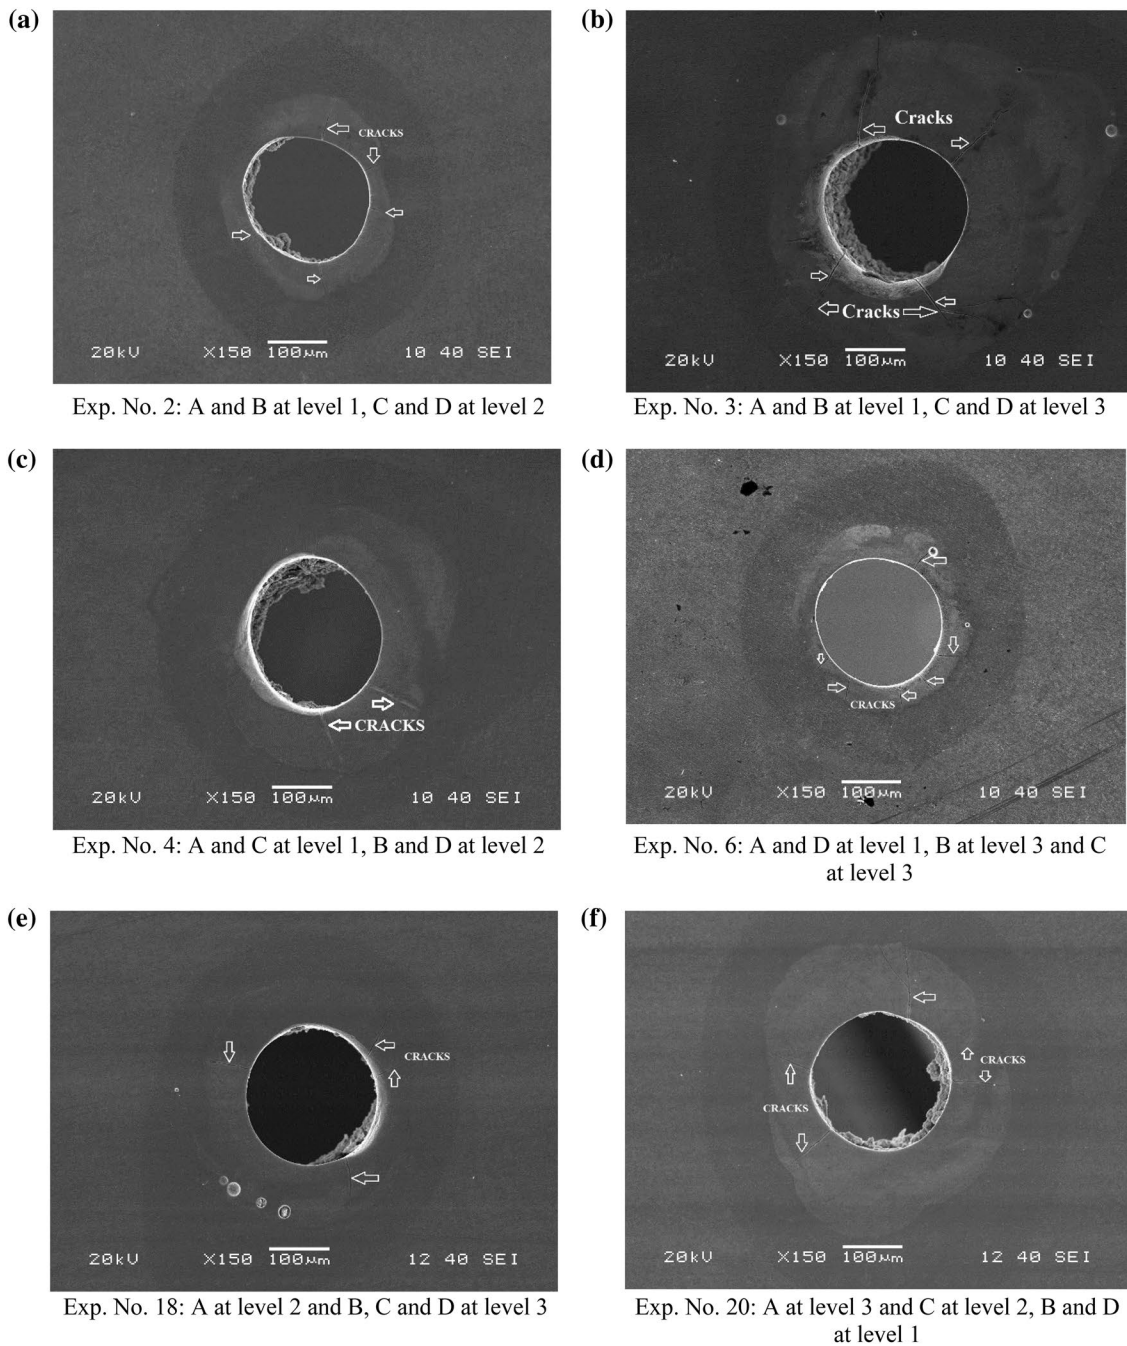 (a)
CRACKS
20kV X150 100µm 10 40 SEI
Exp. No. 2: A and B at level 1, C and D at level 2
(b)
Cracks
Cracks
20kV X150 100µm 10 40 SEI
Exp. No. 3: A and B at level 1, C and D at level 3
(c)
CRACKS
20kV X150 100µm 10 40 SEI
Exp. No. 4: A and C at level 1, B and D at level 2
(d)
CRACKS
20kV X150 100µm 10 40 SEI
Exp. No. 6: A and D at level 1, B at level 3 and C
at level 3
(e)
CRACKS
20kV X150 100µm 12 40 SEI
Exp. No. 18: A at level 2 and B, C and D at level 3
(f)
CRACKS
CRACKS
20kV X150 100µm 12 40 SEI
Exp. No. 20: A at level 3 and C at level 2, B and D
at level 1